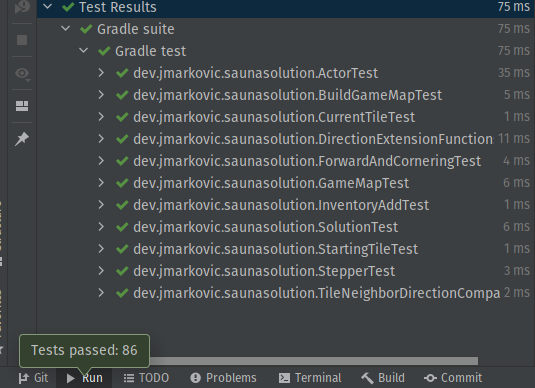 Test Results 75 ms
Gradle suite 75 ms
Gradle test 75 ms
dev.jmarkovic.saunasolution.ActorTest 35 ms
dev.jmarkovic.saunasolution.BuildGameMapTest 5 ms
dev.jmarkovic.saunasolution.CurrentTileTest 1 ms
dev.jmarkovic.saunasolution.DirectionExtensionFunction 11 ms
dev.jmarkovic.saunasolution.ForwardAndCorneringTest 4 ms
dev.jmarkovic.saunasolution.GameMapTest 6 ms
dev.jmarkovic.saunasolution.InventoryAddTest 1 ms
dev.jmarkovic.saunasolution.SolutionTest 6 ms
dev.jmarkovic.saunasolution.StartingTileTest 1 ms
dev.jmarkovic.saunasolution.StepperTest 3 ms
dev.jmarkovic.saunasolution.TileNeighborDirectionCompa 2 ms
Tests passed: 86
Git Run TODO Problems Terminal Build Commit